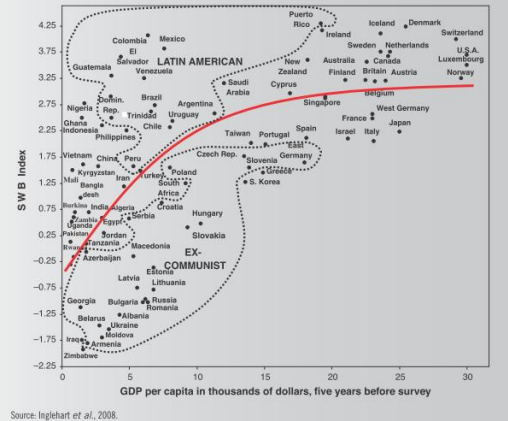 4.25
3.75
3.25
2.75
2.25
1.75
1.25
0.75
0.25
−0.25
−0.75
−1.25
−1.75
−2.25
SWB Index
Puerto
Rico
Ireland
Iceland
Denmark
Switzerland
Colombia
Mexico
El
Salvador
LATIN AMERICAN
Sweden
Netherlands
U.S.A.
Luxembourg
Guatemala
Venezuela
New
Zealand
Australia
Canada
Finland
Britain
Austria
Norway
Saudi
Arabia
Cyprus
Belgium
Singapore
Nigeria
Domin.
Rep.
Brazil
Argentina
Ghana
Indonesia
Trinidad
Uruguay
Chile
Philippines
West Germany
France
Japan
Taiwan
Portugal
Spain
Israel
Italy
Vietnam
China
Peru
Kyrgyzstan
Turkey
Poland
Czech Rep.
Slovenia
East
Germany
Greece
S. Korea
Mali
Iran
South
Africa
Bangla
desh
Burkina
India
Algeria
Croatia
Zambia
Uganda
Egypt
Serbia
Hungary
Slovakia
Pakistan
Jordan
Rwanda
Tanzania
Macedonia
Azerbaijan
EX-
COMMUNIST
Estonia
Latvia
Lithuania
Georgia
Bulgaria
Russia
Romania
Albania
Belarus
Ukraine
Moldova
Iraq
Armenia
Zimbabwe
0 5 10 15 20 25 30
GDP per capita in thousands of dollars, five years before survey
Source: Inglehart et al., 2008.